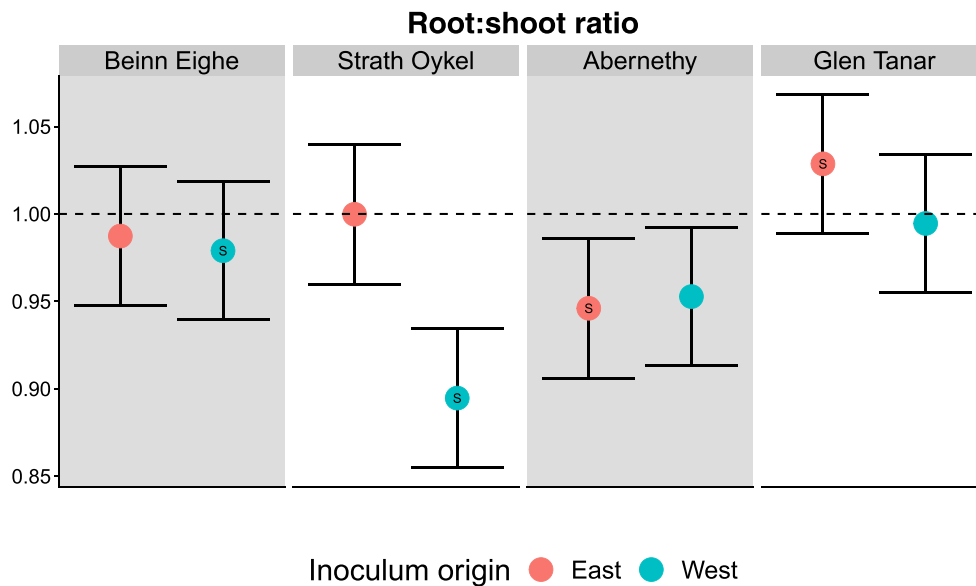 Root:shoot ratio
Beinn Eighe Strath Oykel Abernethy Glen Tanar
1.05
1.00
0.95
0.90
0.85
S
S
S
S
Inoculum origin East West